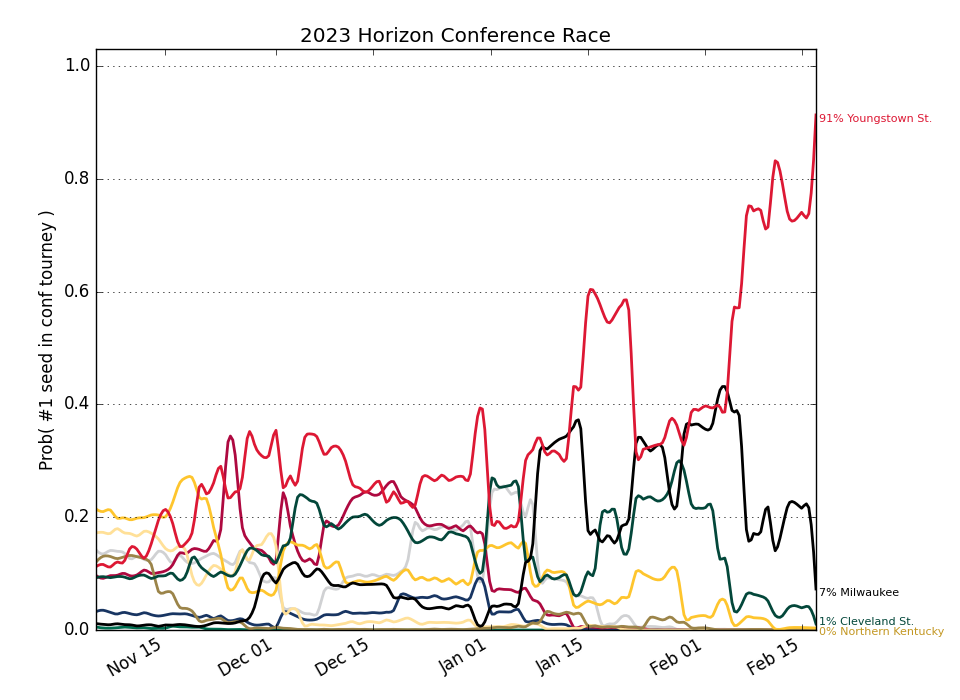 2023 Horizon Conference Race
Prob( #1 seed in conf tourney )
1.0
0.8
0.6
0.4
0.2
0.0
Nov 15
Dec 01
Dec 15
Jan 01
Jan 15
Feb 01
Feb 15
91% Youngstown St.
7% Milwaukee
1% Cleveland St.
0% Northern Kentucky